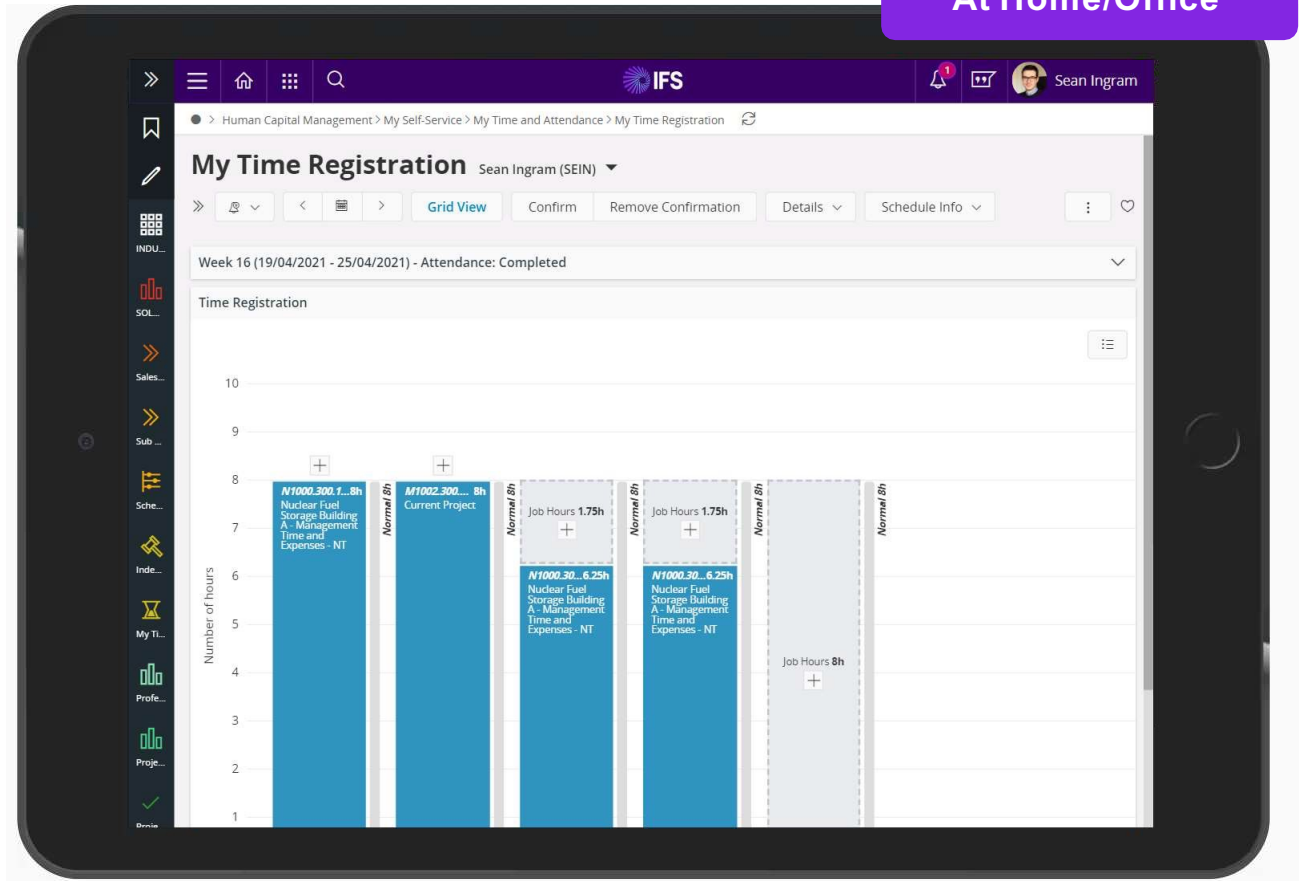 At Home/Office
IFS
1
Sean Ingram
> Human Capital Management > My Self-Service > My Time and Attendance > My Time Registration
My Time Registration Sean Ingram (SEIN)
Grid View Confirm Remove Confirmation Details Schedule Info
INDU...
SOL...
Sales...
Sub ...
Sche...
Inde...
My Ti...
Profe...
Proje...
Week 16 (19/04/2021 - 25/04/2021) - Attendance: Completed
Time Registration
Number of hours
10
9
8
7
6
5
4
3
2
1
N1000.300.1...8h
Nuclear Fuel
Storage Building
A - Management
Time and
Expenses - NT
Normal 8h
M1002.300.... 8h
Current Project
Normal 8h
Job Hours 1.75h
N1000.30...6.25h
Nuclear Fuel
Storage Building
A - Management
Time and
Expenses - NT
Normal 8h
Job Hours 1.75h
N1000.30...6.25h
Nuclear Fuel
Storage Building
A - Management
Time and
Expenses - NT
Normal 8h
Job Hours 8h
Normal 8h